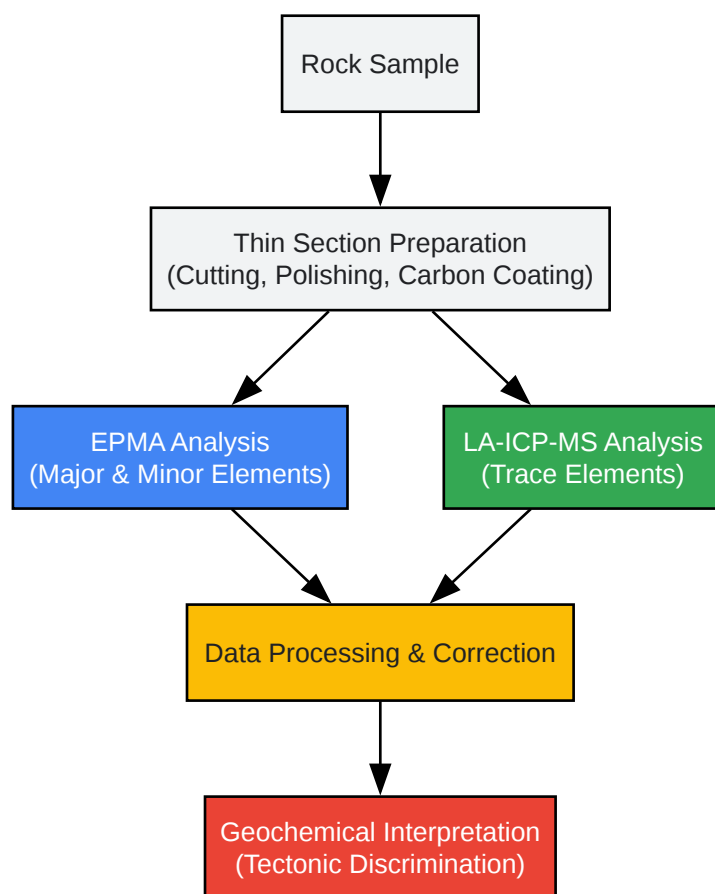 Rock Sample
Thin Section Preparation
(Cutting, Polishing, Carbon Coating)
EPMA Analysis
(Major & Minor Elements)
LA-ICP-MS Analysis
(Trace Elements)
Data Processing & Correction
Geochemical Interpretation
(Tectonic Discrimination)